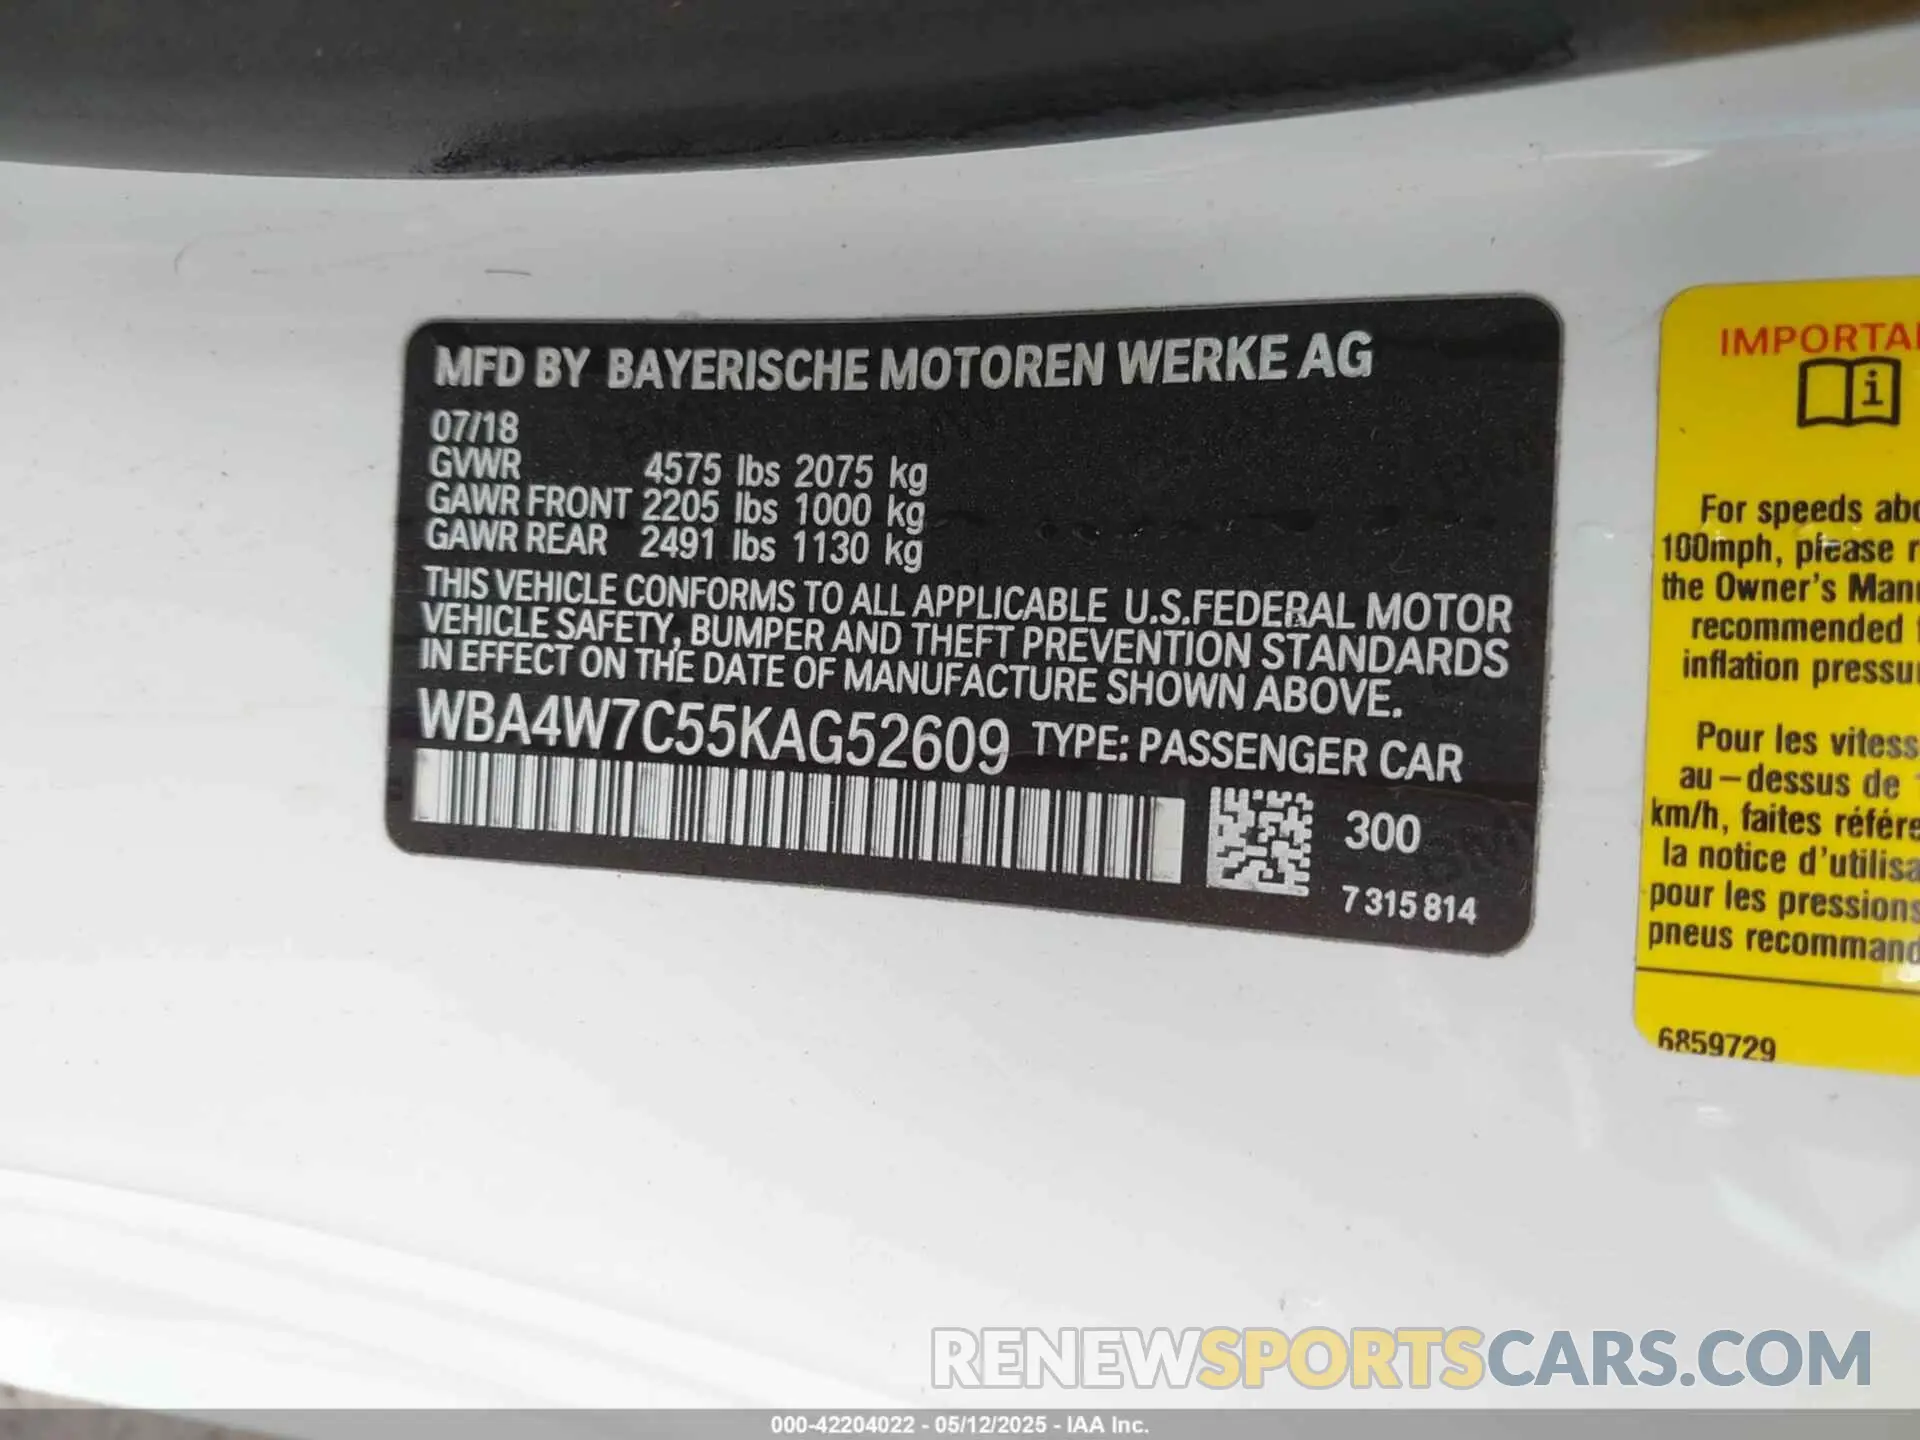 MFD BY BAYERISCHE MOTOREN WERKE AG
07/18
GVWR 4575 lbs 2075 kg
GAWR FRONT 2205 lbs 1000 kg
GAWR REAR 2491 lbs 1130 kg
THIS VEHICLE CONFORMS TO ALL APPLICABLE U.S.FEDERAL MOTOR
VEHICLE SAFETY, BUMPER AND THEFT PREVENTION STANDARDS
IN EFFECT ON THE DATE OF MANUFACTURE SHOWN ABOVE.
WBA4W7C55KAG52609 TYPE: PASSENGER CAR
300
7 315 814
IMPORTA
For speeds abo
100mph, please r
the Owner's Manu
recommended
inflation pressu
Pour les vitess
au-dessus de
km/h, faites référe
la notice d'utilisa
pour les pressions
pneus recommand
6859729
RENEWSPORTSCARS.COM
000-42204022 - 05/12/2025 - IAA Inc.